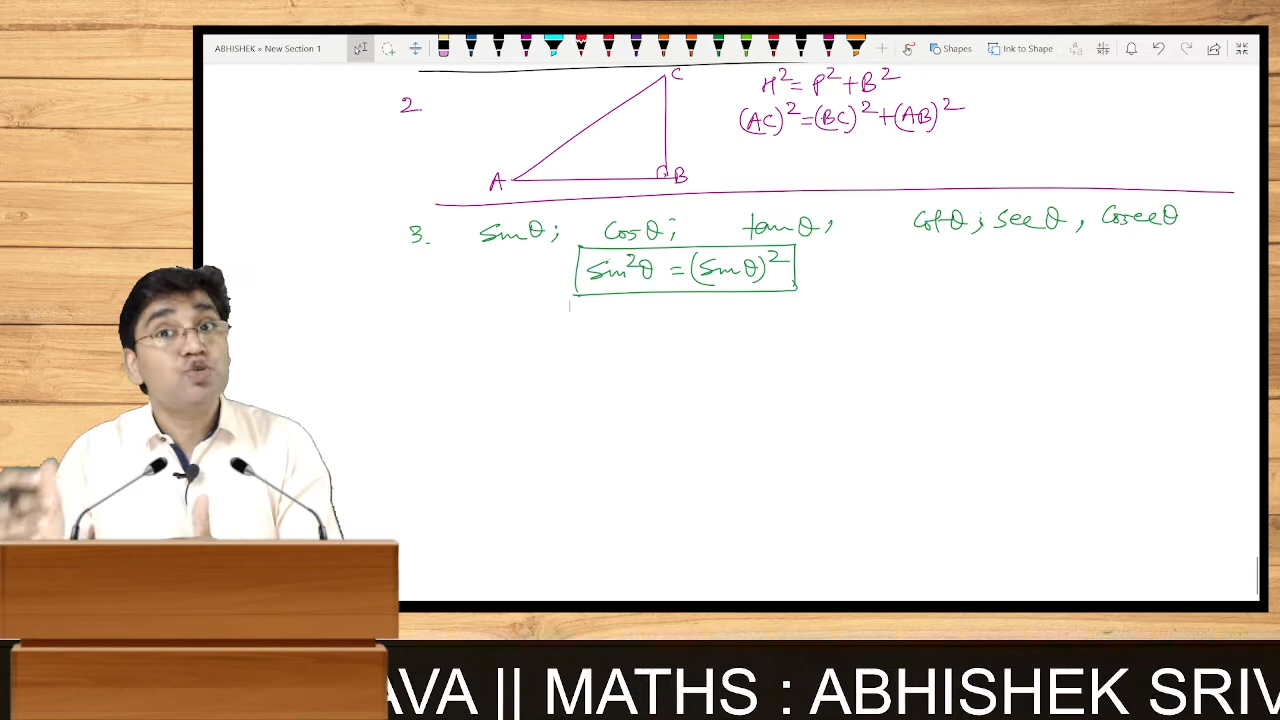 ABHISHEK » New Section 1
Shapes
Ink to Shape
C
2.
H²=P²+B²
(AC)²=(BC)²+(AB)²
A
B
3. sinθ; cosθ; tanθ, cotθ; secθ, cosecθ
sin²θ = (sinθ)²
AVA || MATHS : ABHISHEK SRIV